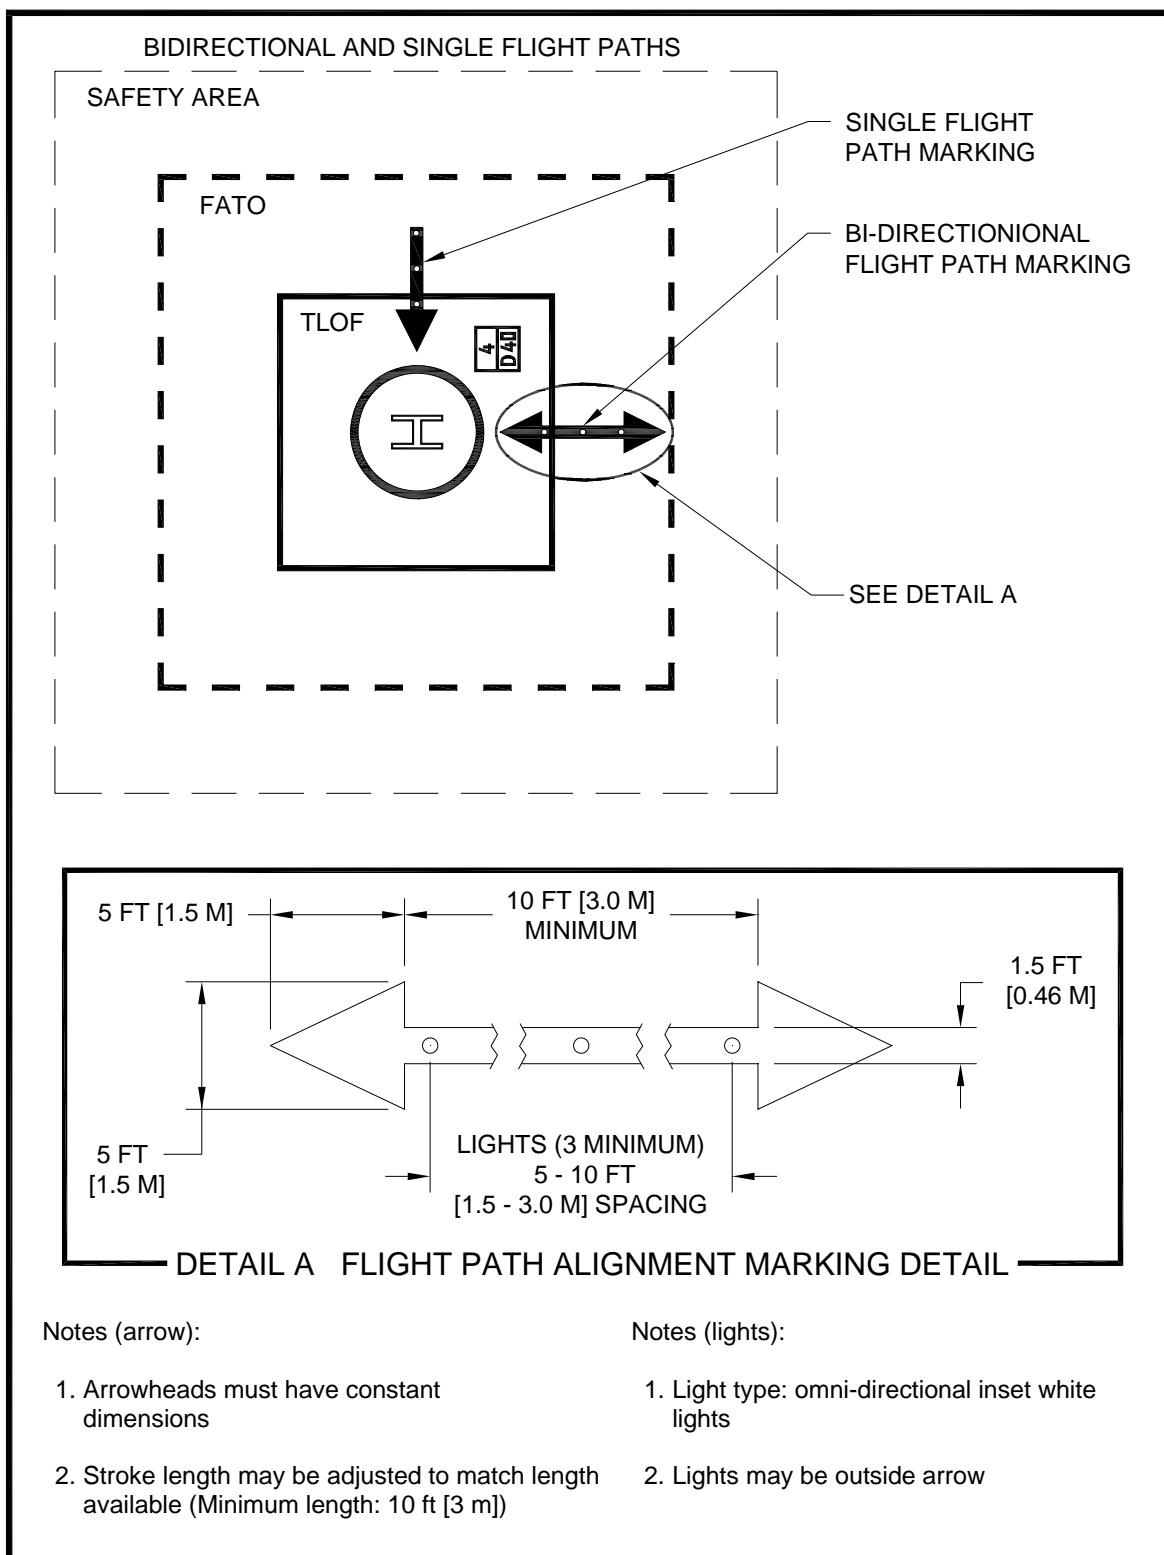 BIDIRECTIONAL AND SINGLE FLIGHT PATHS
SAFETY AREA
SINGLE FLIGHT
PATH MARKING
FATO
BI-DIRECTIONIONAL
FLIGHT PATH MARKING
TLOF
4
D40
H
SEE DETAIL A
5 FT [1.5 M]
10 FT [3.0 M]
MINIMUM
1.5 FT
[0.46 M]
5 FT
[1.5 M]
LIGHTS (3 MINIMUM)
5 - 10 FT
[1.5 - 3.0 M] SPACING
DETAIL A FLIGHT PATH ALIGNMENT MARKING DETAIL
Notes (arrow):
1. Arrowheads must have constant
dimensions
2. Stroke length may be adjusted to match length
available (Minimum length: 10 ft [3 m])
Notes (lights):
1. Light type: omni-directional inset white
lights
2. Lights may be outside arrow